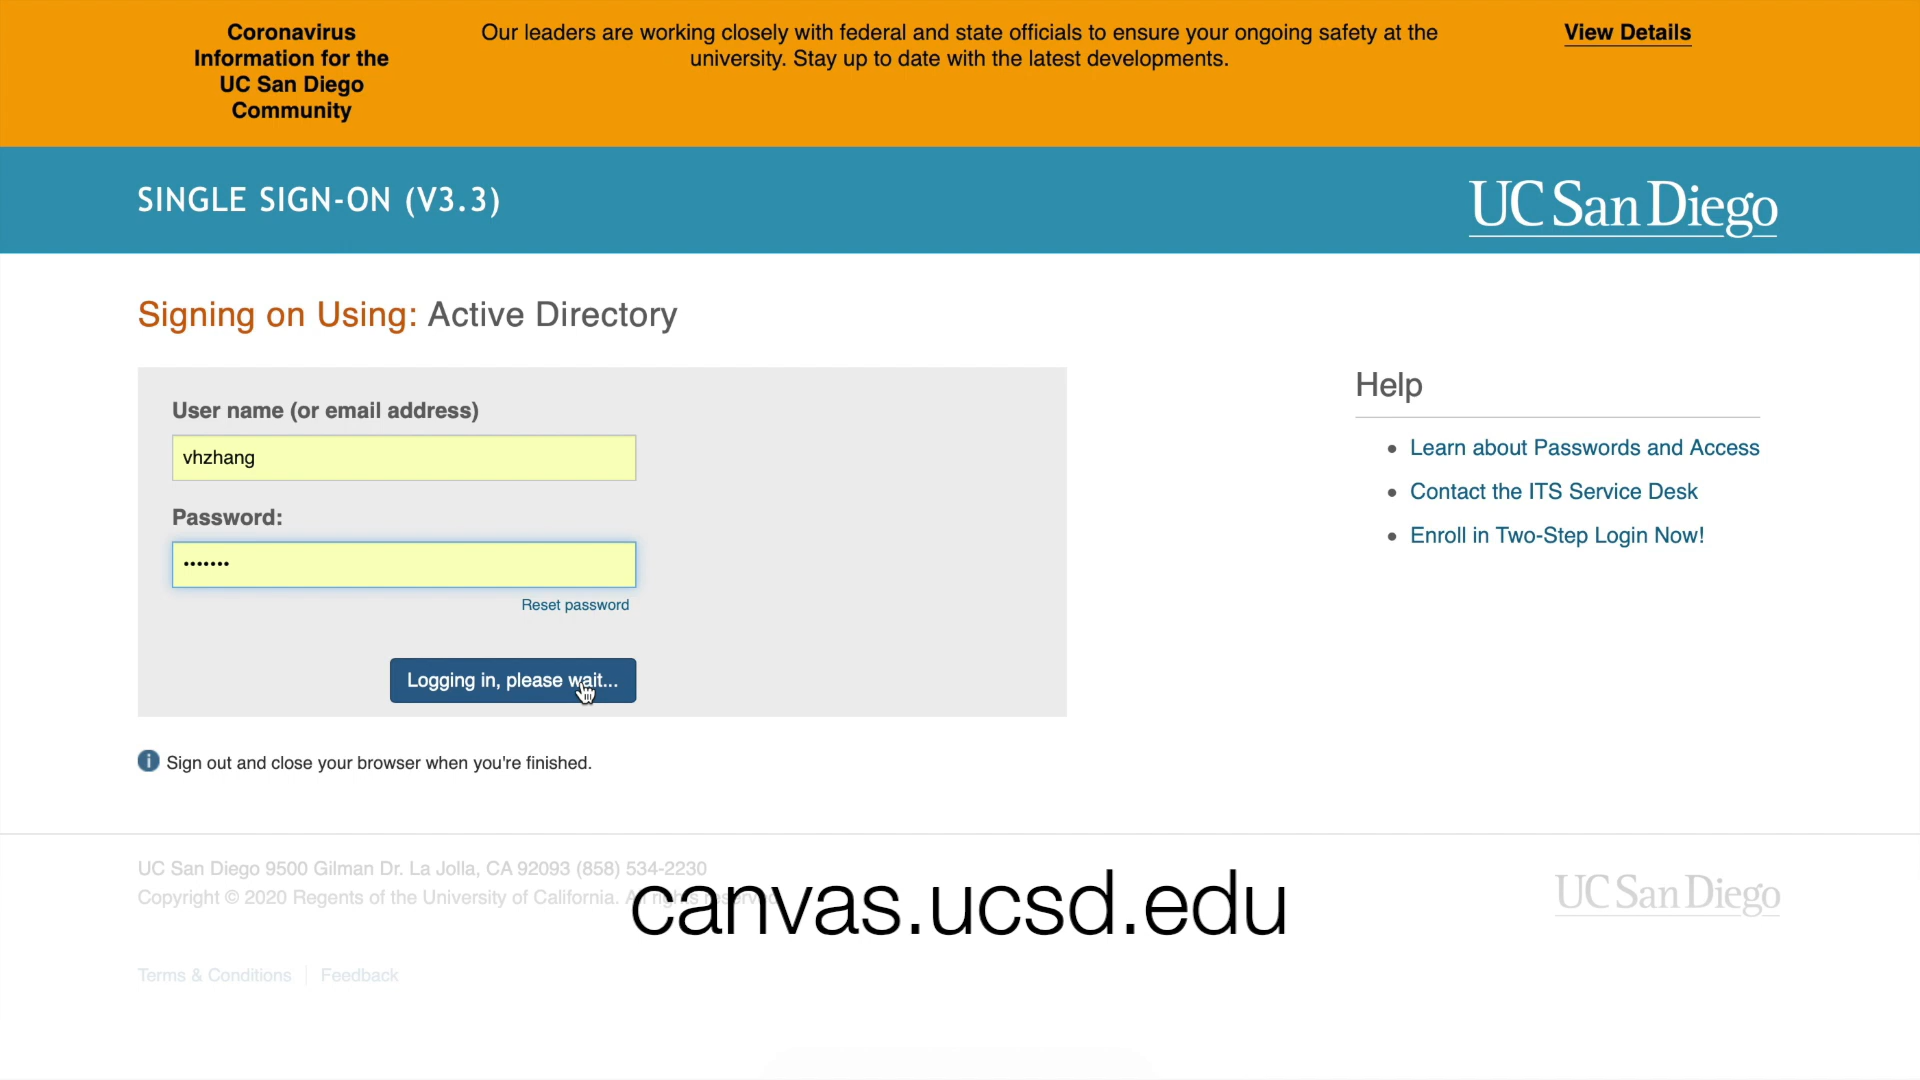 Coronavirus
Information for the
UC San Diego
Community
Our leaders are working closely with federal and state officials to ensure your ongoing safety at the
university. Stay up to date with the latest developments.
View Details
SINGLE SIGN-ON (V3.3)
UC San Diego
Signing on Using: Active Directory
User name (or email address)
vhzhang
Password:
•••••••
Reset password
Logging in, please wait...
Help
• Learn about Passwords and Access
• Contact the ITS Service Desk
• Enroll in Two-Step Login Now!
i Sign out and close your browser when you're finished.
UC San Diego 9500 Gilman Dr. La Jolla, CA 92093 (858) 534-2230
Copyright © 2020 Regents of the University of California. All rights reserved.
UC San Diego
canvas.ucsd.edu
Terms & Conditions | Feedback